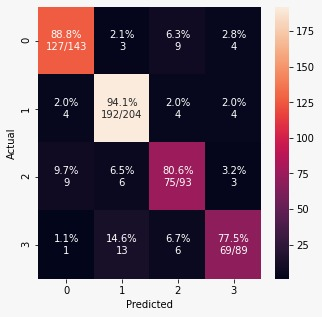 88.8% 2.1% 6.3% 2.8%
0 127/143 3 9 4
175
150
2.0% 94.1% 2.0% 2.0%
1 4 192/204 4 4
125
Actual
100
9.7% 6.5% 80.6% 3.2%
2 9 6 75/93 3
75
50
1.1% 14.6% 6.7% 77.5%
3 1 13 6 69/89
25
0 1 2 3
Predicted